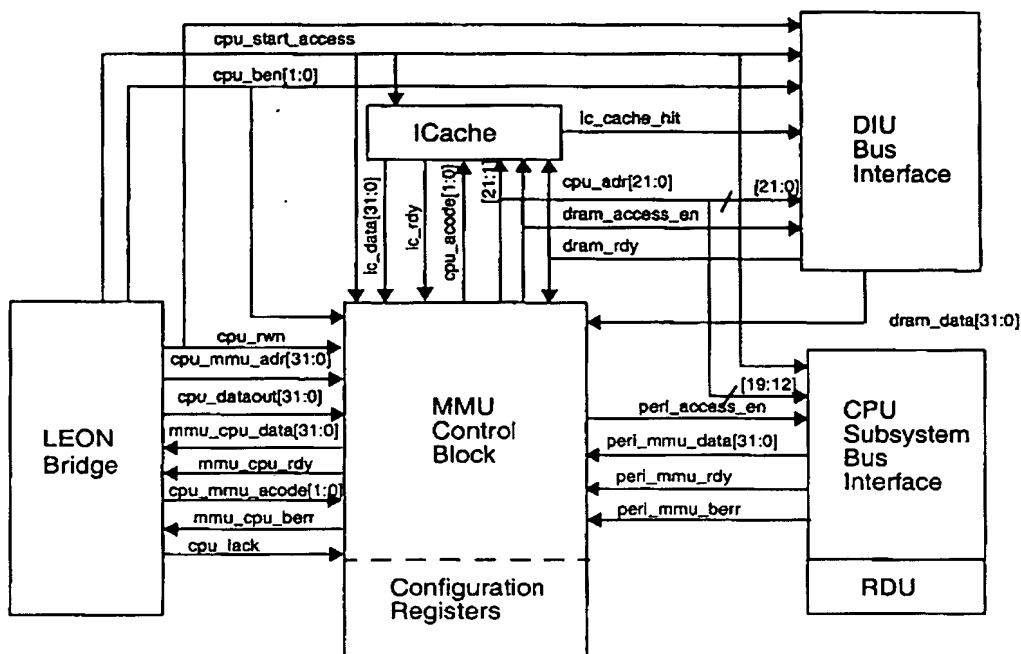 cpu_start_access
cpu_ben[1:0]
ICache
ic_cache_hit
DIU
Bus
Interface
ic_data[31:0]
ic_rdy
cpu_acode[1:0]
[21:1]
cpu_adr[21:0]
[21:0]
dram_access_en
dram_rdy
dram_data[31:0]
cpu_rwn
cpu_mmu_adr[31:0]
cpu_dataout[31:0]
mmu_cpu_data[31:0]
mmu_cpu_rdy
cpu_mmu_acode[1:0]
mmu_cpu_berr
cpu_iack
LEON
Bridge
MMU
Control
Block
Configuration
Registers
[19:12]
peri_access_en
peri_mmu_data[31:0]
peri_mmu_rdy
peri_mmu_berr
CPU
Subsystem
Bus
Interface
RDU